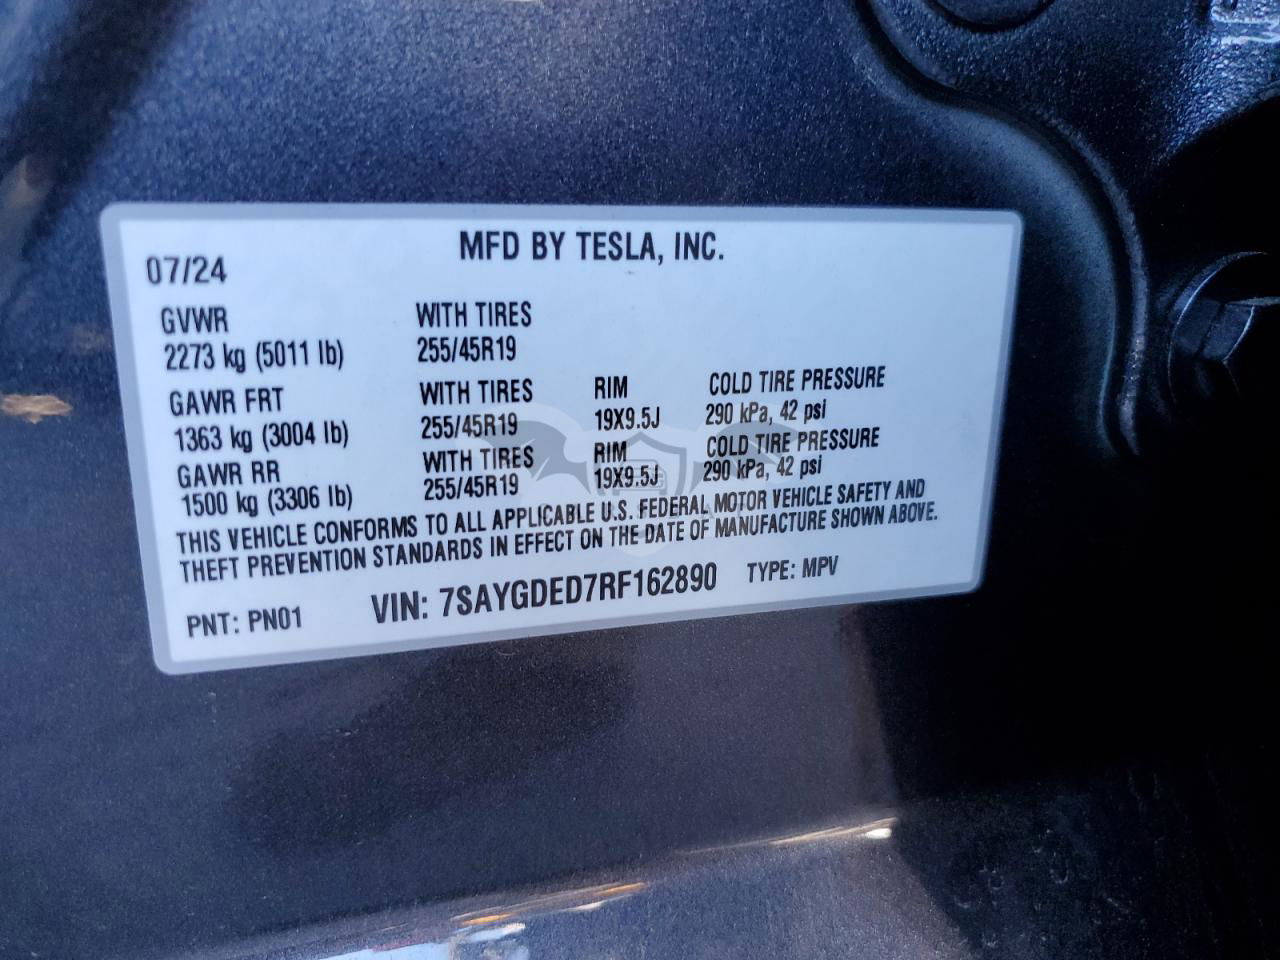 MFD BY TESLA, INC.
07/24
GVWR WITH TIRES
2273 kg (5011 lb) 255/45R19
GAWR FRT WITH TIRES RIM COLD TIRE PRESSURE
1363 kg (3004 lb) 255/45R19 19X9.5J 290 kPa, 42 psi
GAWR RR WITH TIRES RIM COLD TIRE PRESSURE
1500 kg (3306 lb) 255/45R19 19X9.5J 290 kPa, 42 psi
THIS VEHICLE CONFORMS TO ALL APPLICABLE U.S. FEDERAL MOTOR VEHICLE SAFETY AND
THEFT PREVENTION STANDARDS IN EFFECT ON THE DATE OF MANUFACTURE SHOWN ABOVE.
PNT: PN01 VIN: 7SAYGDED7RF162890 TYPE: MPV